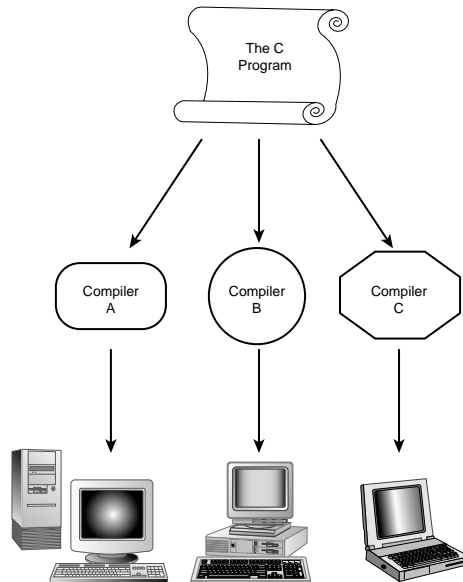 The C
Program
Compiler
A
Compiler
B
Compiler
C